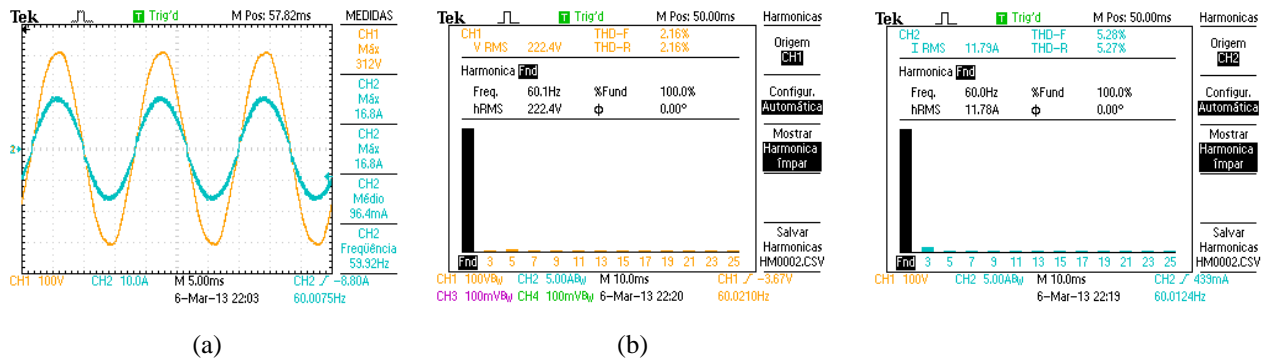 Tek Trig'd M Pos: 57.82ms MEDIDAS
CH1
Máx
312V
CH2
Máx
16.8A
CH2
Máx
16.8A
CH2
Médio
96.4mA
CH2
Freqüência
59.92Hz
2
CH1 100V CH2 10.0A M 5.00ms CH2 -8.80A
6-Mar-13 22:03 60.0075Hz
(a)
Tek Trig'd M Pos: 50.00ms Harmonicas
CH1 THD-F 2.16%
V RMS 222.4V THD-R 2.16%
Harmonica Fnd
Freq. 60.1Hz %Fund 100.0%
hRMS 222.4V Φ 0.00°
Origem
CH1
Configur.
Automática
Mostrar
Harmonica
ímpar
Salvar
Harmonicas
HM0002.CSV
Fnd 3 5 7 9 11 13 15 17 19 21 23 25
CH1 100VBW CH2 5.00ABW M 10.0ms CH1 -3.67V
CH3 100mVBW CH4 100mVBW 6-Mar-13 22:20 60.0210Hz
(b)
Tek Trig'd M Pos: 50.00ms Harmonicas
CH2 THD-F 5.28%
I RMS 11.79A THD-R 5.27%
Harmonica Fnd
Freq. 60.0Hz %Fund 100.0%
hRMS 11.78A Φ 0.00°
Origem
CH2
Configur.
Automática
Mostrar
Harmonica
ímpar
Salvar
Harmonicas
HM0002.CSV
Fnd 3 5 7 9 11 13 15 17 19 21 23 25
CH1 100V CH2 5.00ABW M 10.0ms CH2 439mA
6-Mar-13 22:19 60.0124Hz